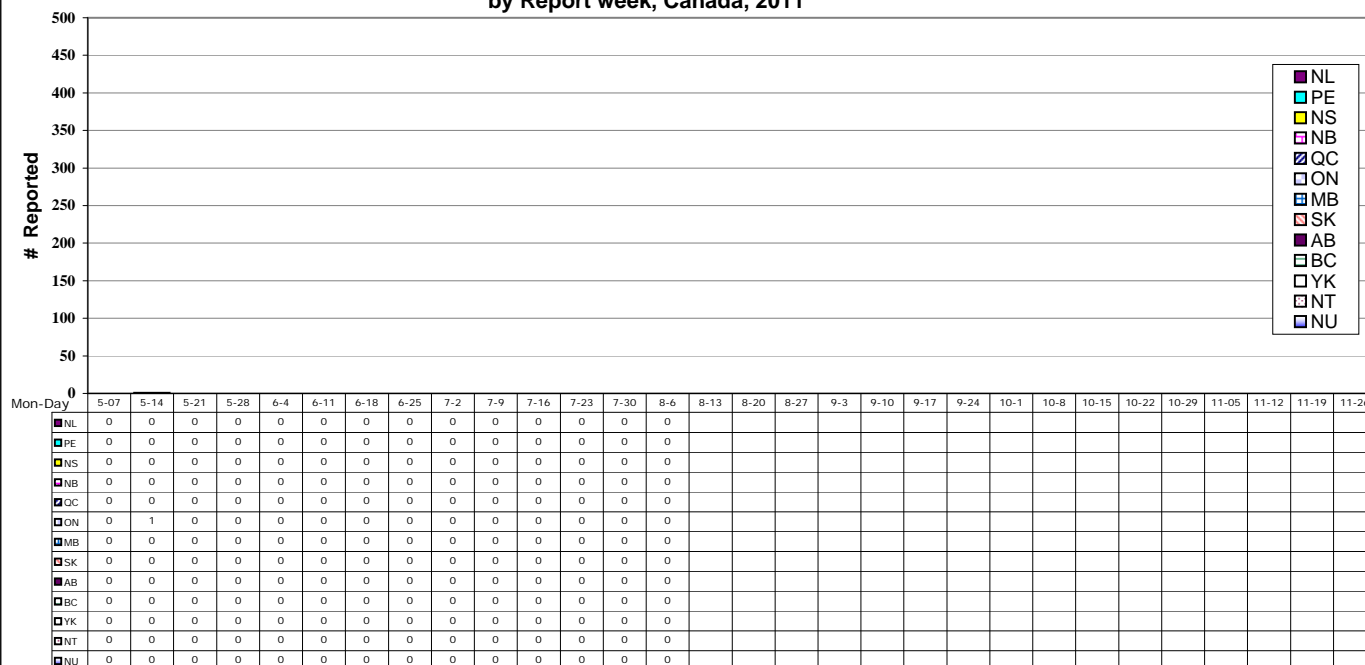 by Report week, Canada, 2011
500
450
400
350
300
250
200
150
100
50
0
# Reported
NL
PE
NS
NB
QC
ON
MB
SK
AB
BC
YK
NT
NU
Mon-Day 5-07 5-14 5-21 5-28 6-4 6-11 6-18 6-25 7-2 7-9 7-16 7-23 7-30 8-6 8-13 8-20 8-27 9-3 9-10 9-17 9-24 10-1 10-8 10-15 10-22 10-29 11-05 11-12 11-19 11-26
NL 0 0 0 0 0 0 0 0 0 0 0 0 0 0
PE 0 0 0 0 0 0 0 0 0 0 0 0 0 0
NS 0 0 0 0 0 0 0 0 0 0 0 0 0 0
NB 0 0 0 0 0 0 0 0 0 0 0 0 0 0
QC 0 0 0 0 0 0 0 0 0 0 0 0 0 0
ON 0 1 0 0 0 0 0 0 0 0 0 0 0 0
MB 0 0 0 0 0 0 0 0 0 0 0 0 0 0
SK 0 0 0 0 0 0 0 0 0 0 0 0 0 0
AB 0 0 0 0 0 0 0 0 0 0 0 0 0 0
BC 0 0 0 0 0 0 0 0 0 0 0 0 0 0
YK 0 0 0 0 0 0 0 0 0 0 0 0 0 0
NT 0 0 0 0 0 0 0 0 0 0 0 0 0 0
NU 0 0 0 0 0 0 0 0 0 0 0 0 0 0